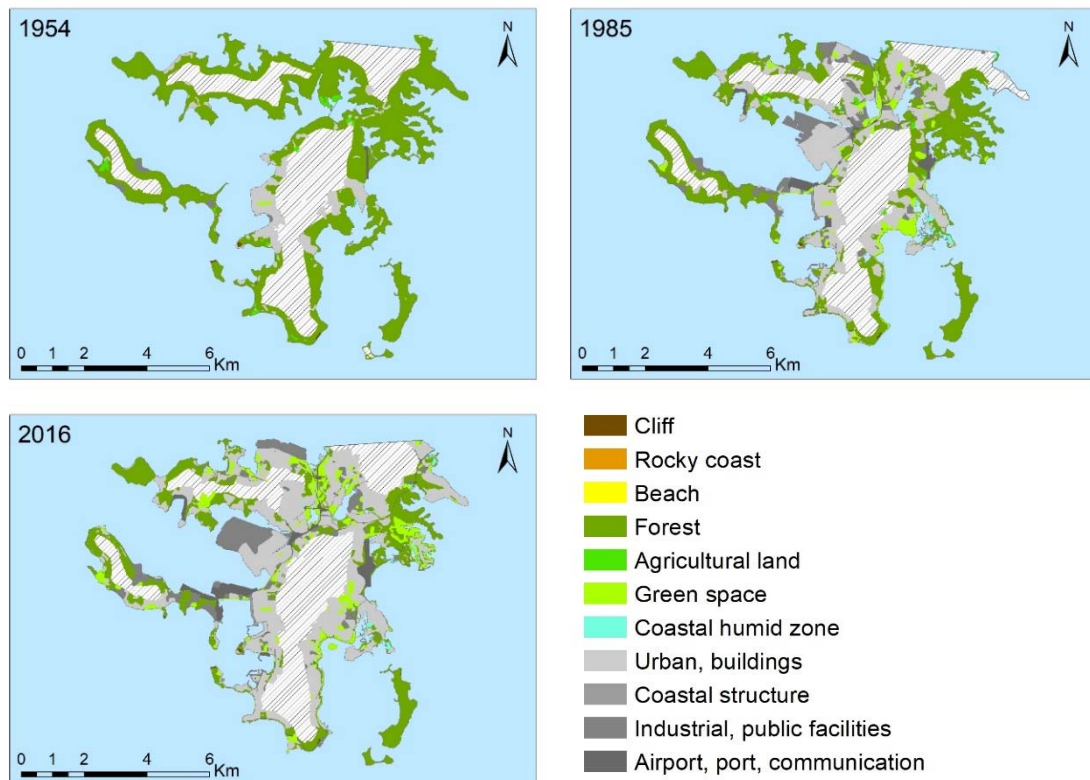 1954
N
0 1 2 4 6
Km
1985
N
0 1 2 4 6
Km
2016
N
0 1 2 4 6
Km
Cliff
Rocky coast
Beach
Forest
Agricultural land
Green space
Coastal humid zone
Urban, buildings
Coastal structure
Industrial, public facilities
Airport, port, communication